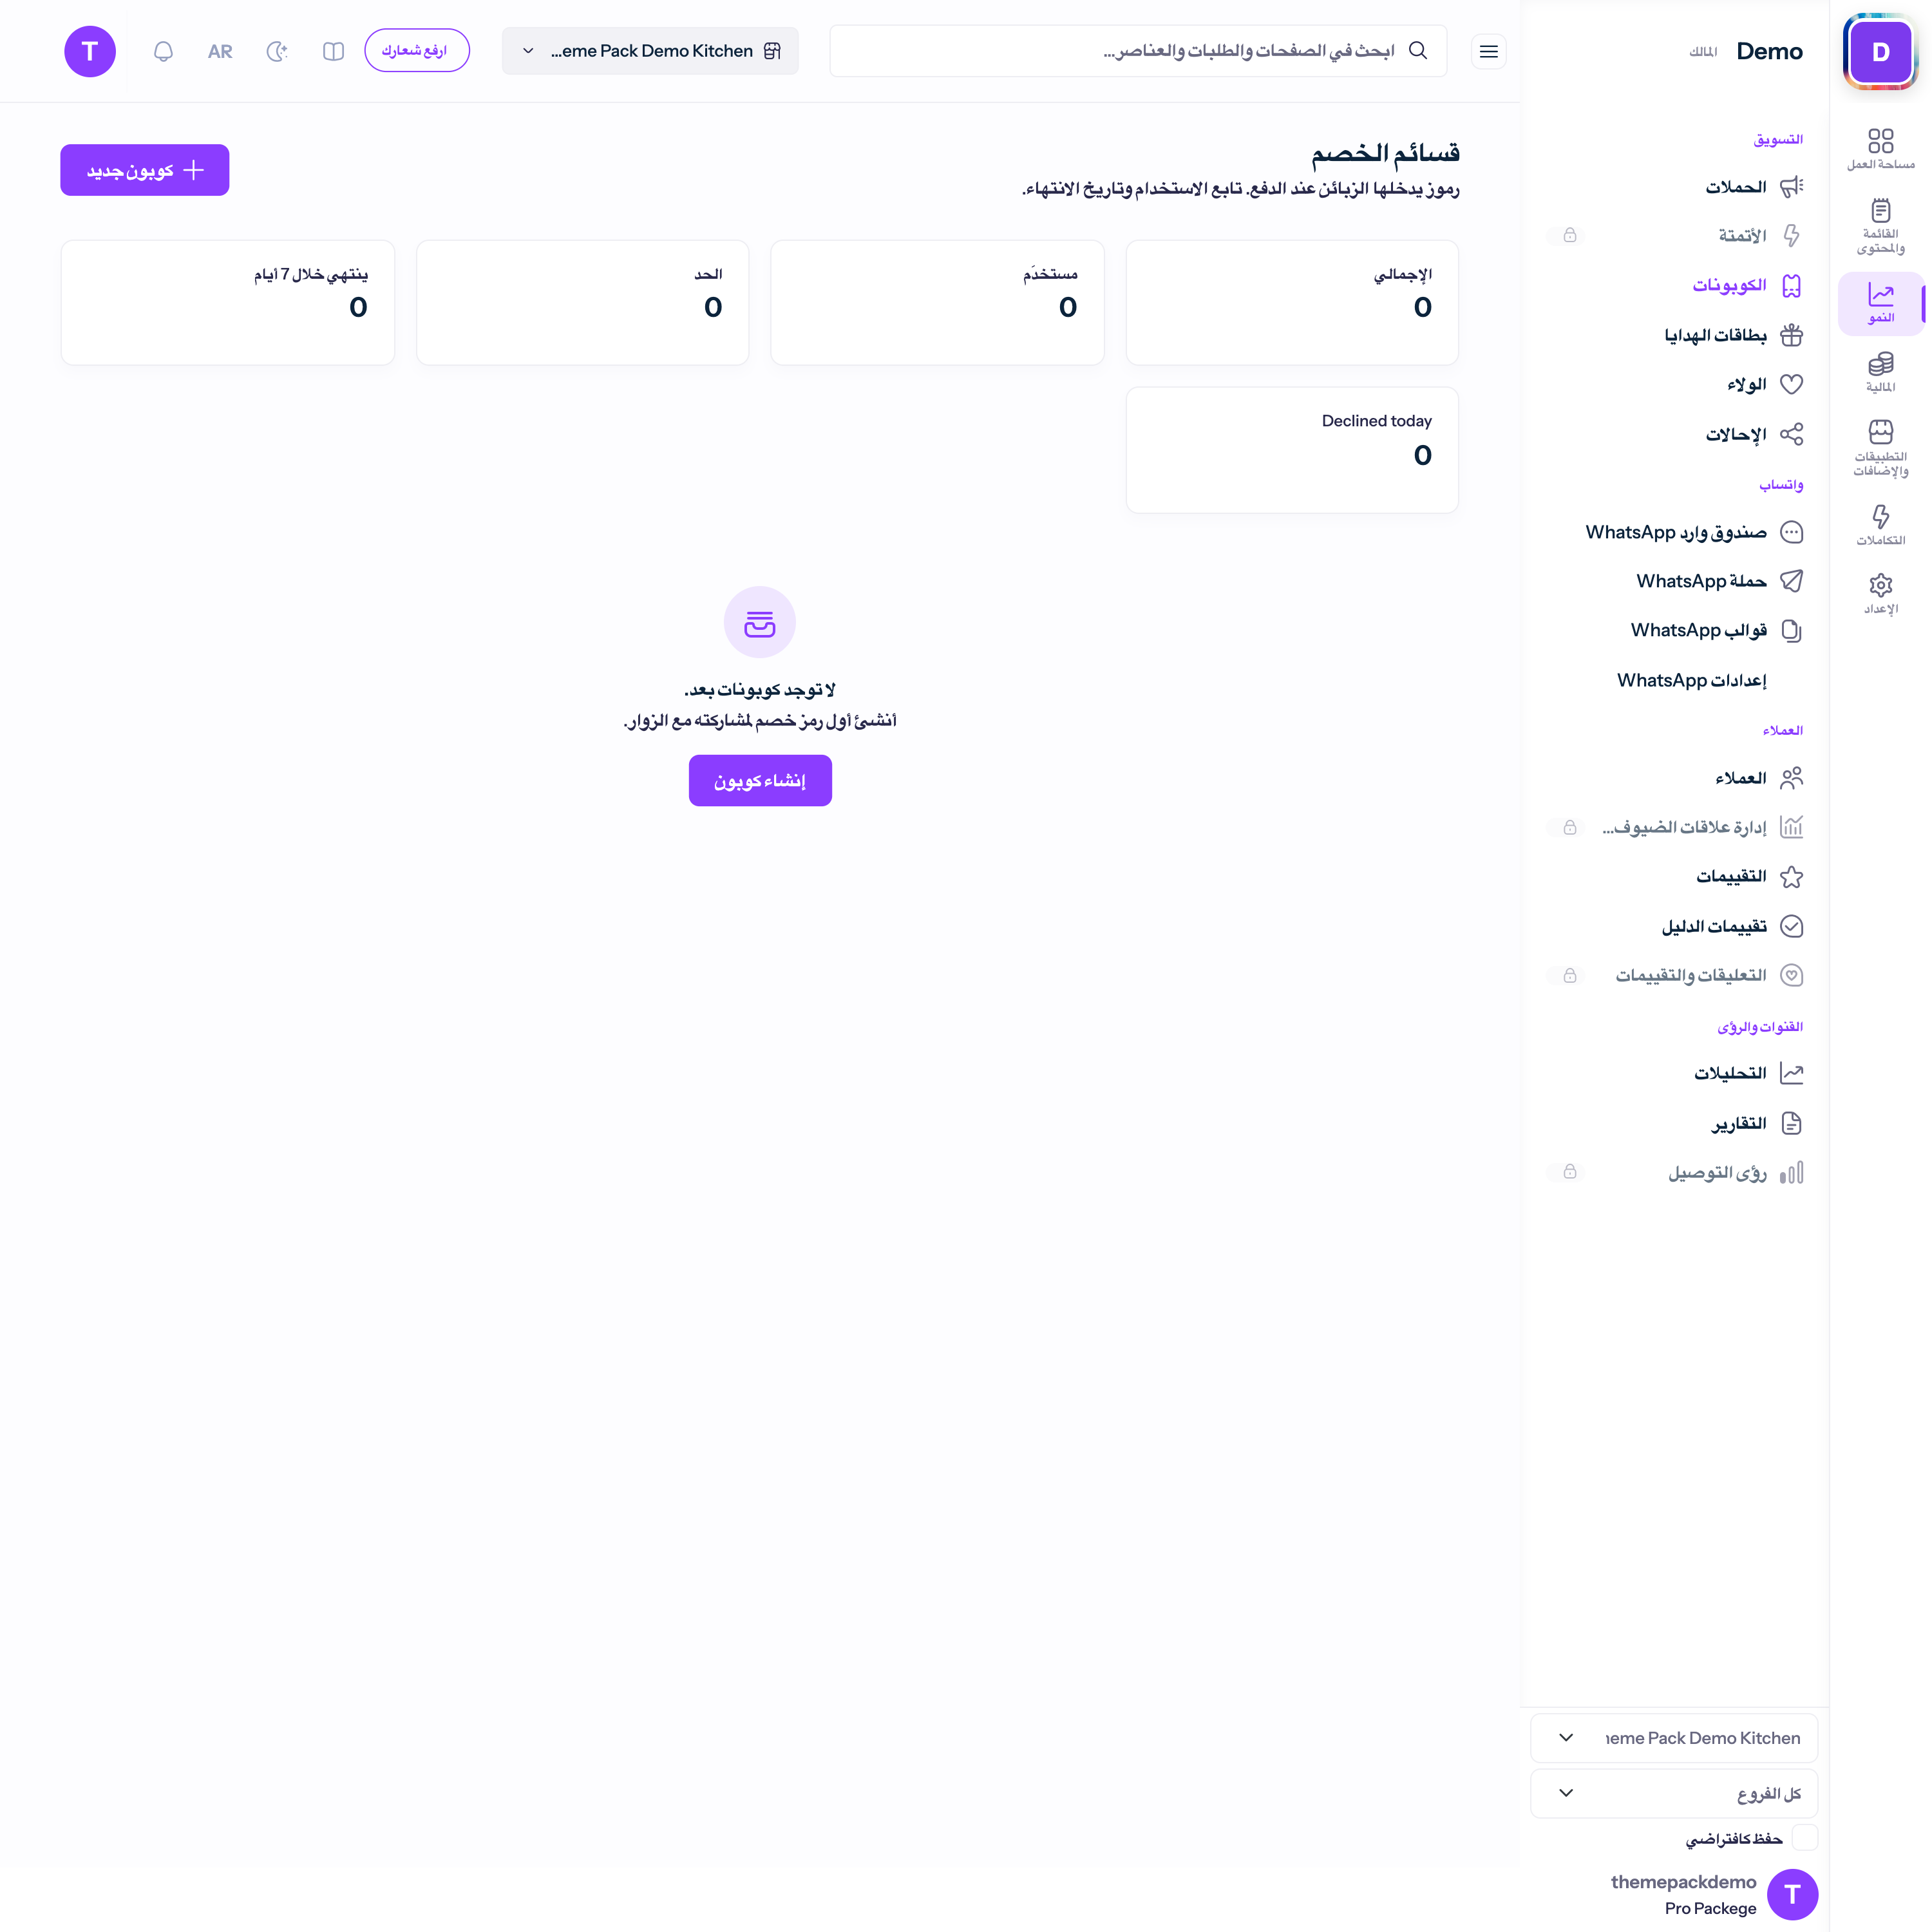 D
مساحة العمل
القائمة
والمحتوى
النمو
المالية
التطبيقات
والإضافات
التكاملات
الإعداد
Demo المالك
التسويق
الحملات
الأتمتة
الكوبونات
بطاقات الهدايا
الولاء
الإحالات
واتساب
صندوق وارد WhatsApp
حملة WhatsApp
قوالب WhatsApp
إعدادات WhatsApp
العملاء
العملاء
إدارة علاقات الضيوف...
التقييمات
تقييمات الدليل
التعليقات والتقييمات
القنوات والرؤى
التحليلات
التقارير
رؤى التوصيل
heme Pack Demo Kitchen
كل الفروع
حفظ كافتراضي
T
themepackdemo
Pro Packege
ابحث في الصفحات والطلبات والعناصر...
...eme Pack Demo Kitchen
ارفع شعارك
AR
T
قسائم الخصم
رموز يدخلها الزبائن عند الدفع. تابع الاستخدام وتاريخ الانتهاء.
كوبون جديد
الإجمالي
0
مستخدَم
0
الحد
0
ينتهي خلال 7 أيام
0
Declined today
0
لا توجد كوبونات بعد.
أنشئ أول رمز خصم لمشاركته مع الزوار.
إنشاء كوبون